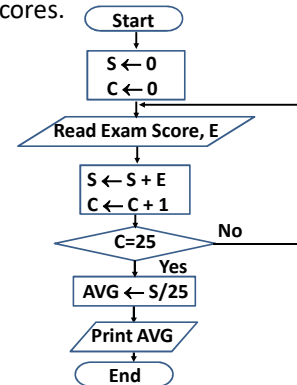 cores.
Start
S ← 0
C ← 0
Read Exam Score, E
S ← S + E
C ← C + 1
C=25
No
Yes
AVG ← S/25
Print AVG
End